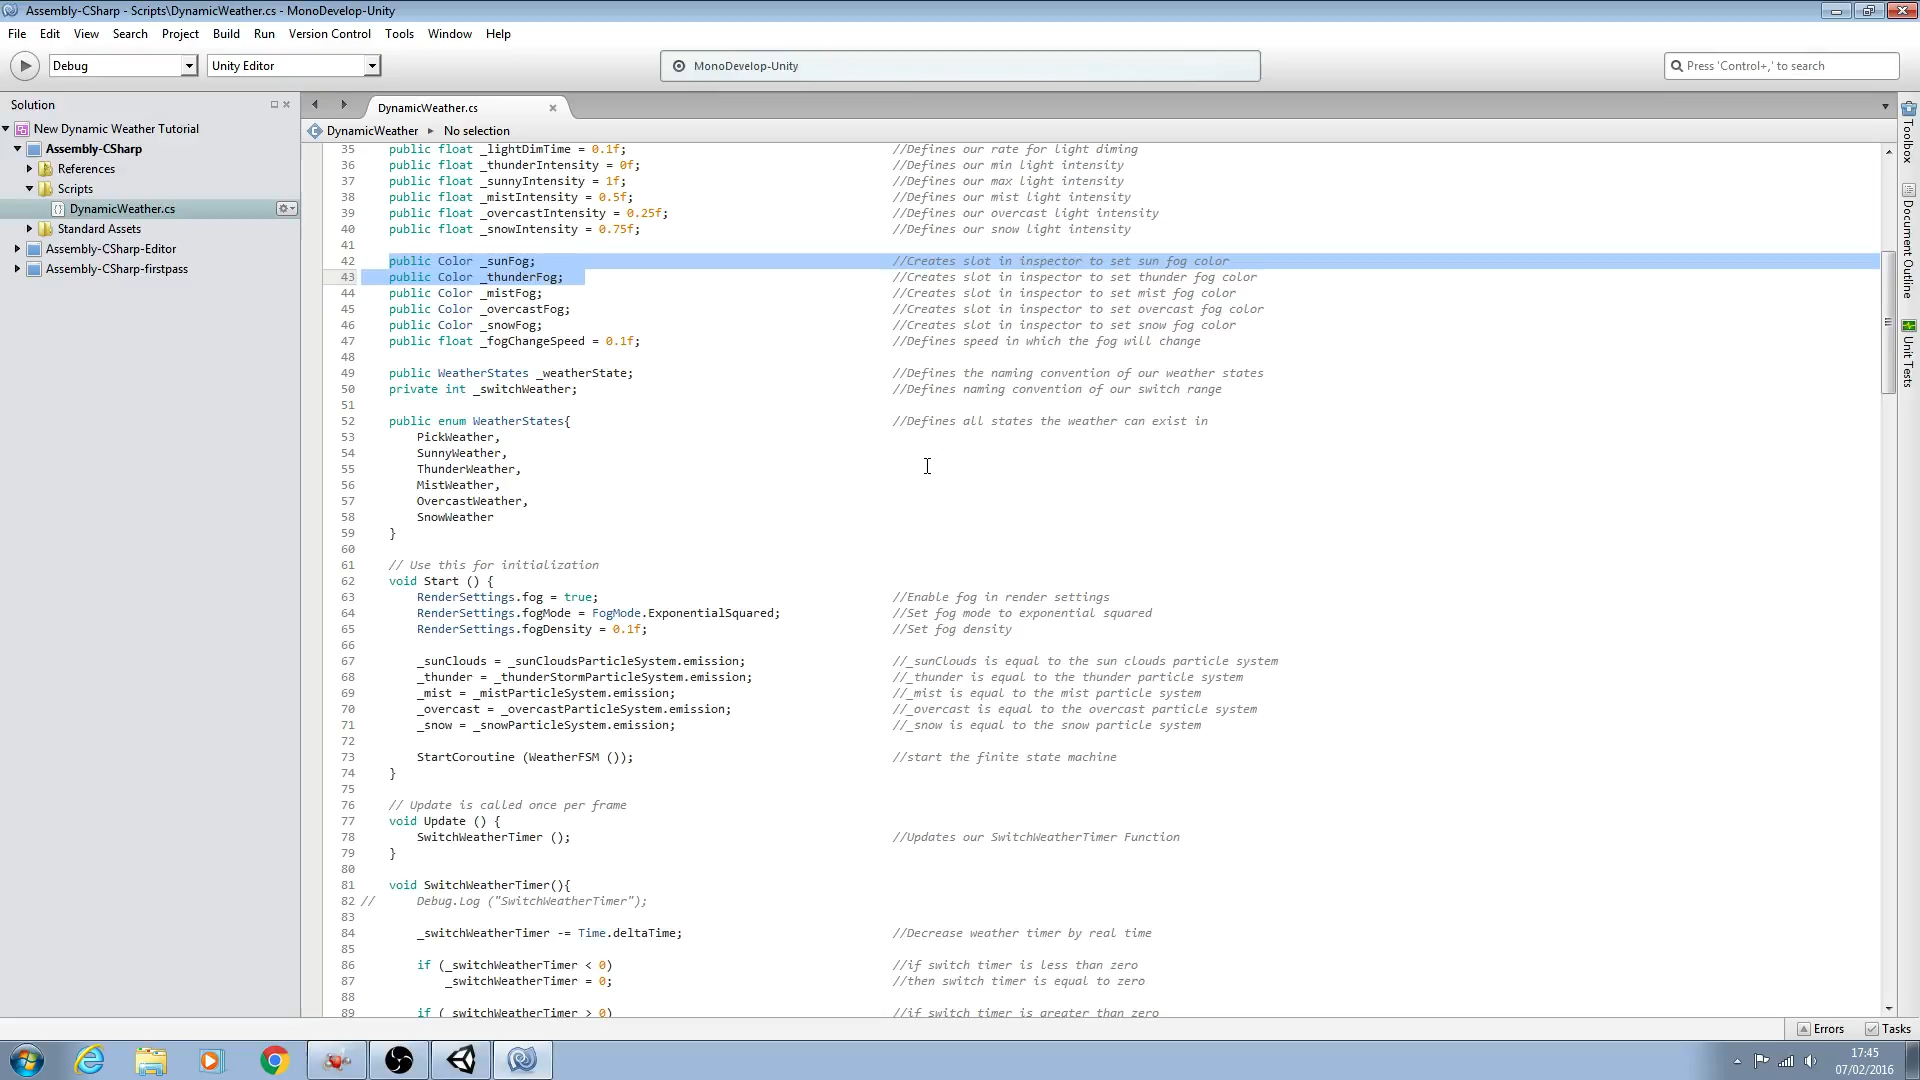 Assembly-CSharp - Scripts\DynamicWeather.cs - MonoDevelop-Unity
File Edit View Search Project Build Run Version Control Tools Window Help
Debug Unity Editor MonoDevelop-Unity Press 'Control+,' to search
Solution
New Dynamic Weather Tutorial
Assembly-CSharp
References
Scripts
DynamicWeather.cs
Standard Assets
Assembly-CSharp-Editor
Assembly-CSharp-firstpass
DynamicWeather.cs
DynamicWeather No selection
35 public float _lightDimTime = 0.1f; //Defines our rate for light diming
36 public float _thunderIntensity = 0f; //Defines our min light intensity
37 public float _sunnyIntensity = 1f; //Defines our max light intensity
38 public float _mistIntensity = 0.5f; //Defines our mist light intensity
39 public float _overcastIntensity = 0.25f; //Defines our overcast light intensity
40 public float _snowIntensity = 0.75f; //Defines our snow light intensity
41
42 public Color _sunFog; //Creates slot in inspector to set sun fog color
43 public Color _thunderFog; //Creates slot in inspector to set thunder fog color
44 public Color _mistFog; //Creates slot in inspector to set mist fog color
45 public Color _overcastFog; //Creates slot in inspector to set overcast fog color
46 public Color _snowFog; //Creates slot in inspector to set snow fog color
47 public float _fogChangeSpeed = 0.1f; //Defines speed in which the fog will change
48
49 public WeatherStates _weatherState; //Defines the naming convention of our weather states
50 private int _switchWeather; //Defines naming convention of our switch range
51
52 public enum WeatherStates{ //Defines all states the weather can exist in
53 PickWeather,
54 SunnyWeather,
55 ThunderWeather,
56 MistWeather,
57 OvercastWeather,
58 SnowWeather
59 }
60
61 // Use this for initialization
62 void Start () {
63 RenderSettings.fog = true; //Enable fog in render settings
64 RenderSettings.fogMode = FogMode.ExponentialSquared; //Set fog mode to exponential squared
65 RenderSettings.fogDensity = 0.1f; //Set fog density
66
67 _sunClouds = _sunCloudsParticleSystem.emission; //_sunClouds is equal to the sun clouds particle system
68 _thunder = _thunderStormParticleSystem.emission; //_thunder is equal to the thunder particle system
69 _mist = _mistParticleSystem.emission; //_mist is equal to the mist particle system
70 _overcast = _overcastParticleSystem.emission; //_overcast is equal to the overcast particle system
71 _snow = _snowParticleSystem.emission; //_snow is equal to the snow particle system
72
73 StartCoroutine (WeatherFSM ()); //start the finite state machine
74 }
75
76 // Update is called once per frame
77 void Update () {
78 SwitchWeatherTimer (); //Updates our SwitchWeatherTimer Function
79 }
80
81 void SwitchWeatherTimer(){
82 // Debug.Log ("SwitchWeatherTimer");
83
84 _switchWeatherTimer -= Time.deltaTime; //Decrease weather timer by real time
85
86 if (_switchWeatherTimer < 0) //if switch timer is less than zero
87 _switchWeatherTimer = 0; //then switch timer is equal to zero
88
89 if (_switchWeatherTimer > 0) //if switch timer is greater than zero
Toolbox
Document Outline
Unit Tests
Errors Tasks
17:45
07/02/2016